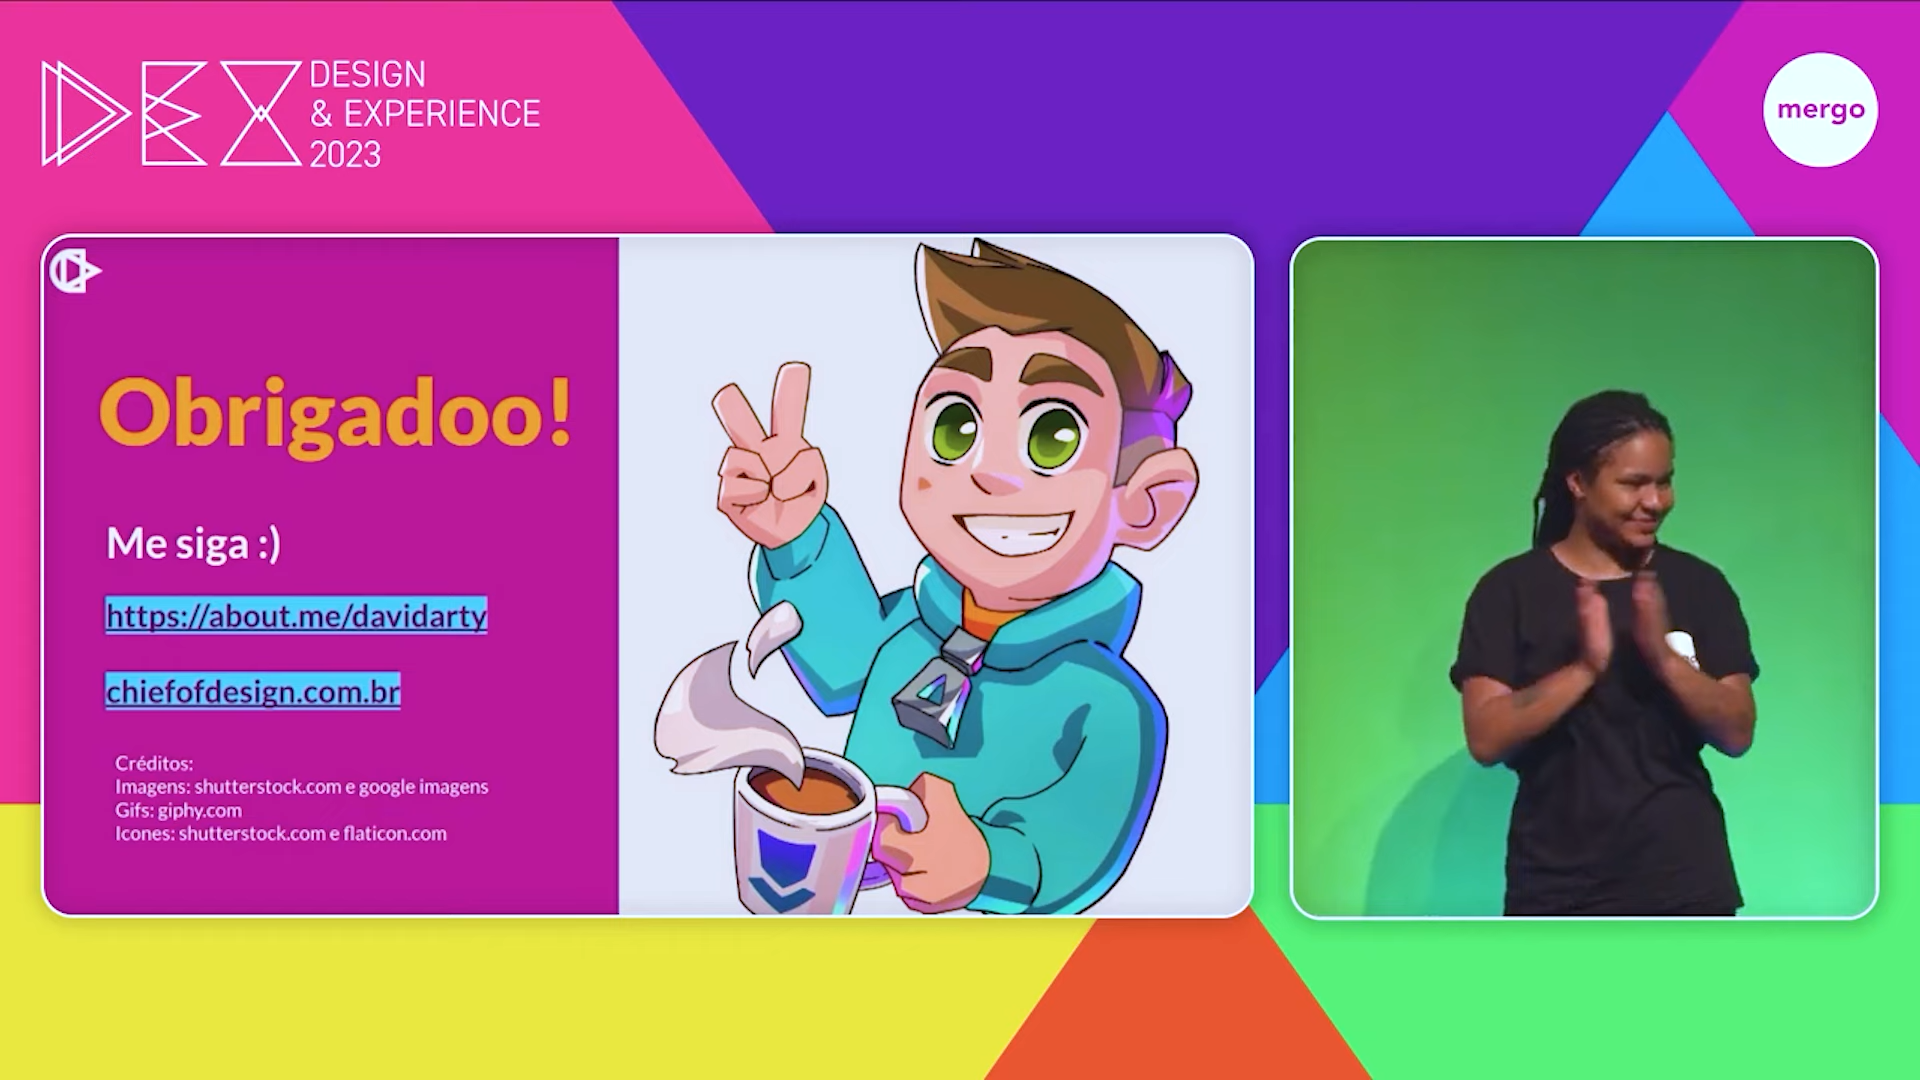 DEX
DESIGN
& EXPERIENCE
2023
mergo
Obrigadoo!
Me siga :)
https://about.me/davidarty
chiefofdesign.com.br
Créditos:
Imagens: shutterstock.com e google imagens
Gifs: giphy.com
Icones: shutterstock.com e flaticon.com